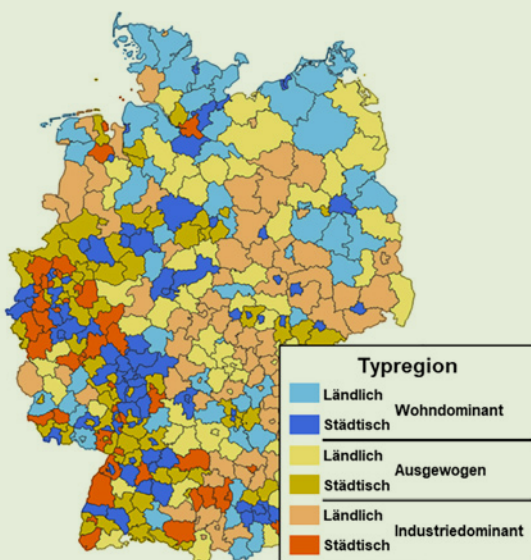 Typregion
Ländlich
Wohndominant
Städtisch
Ländlich
Ausgewogen
Städtisch
Ländlich
Industriedominant
Städtisch